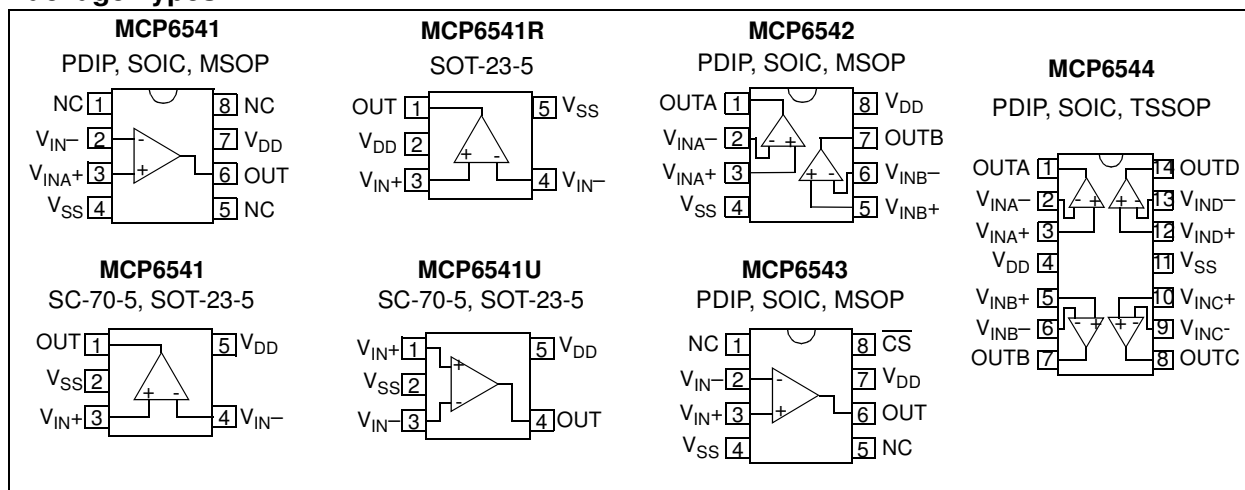 MCP6541
PDIP, SOIC, MSOP
NC 1
8 NC
VIN– 2
7 VDD
VINA+ 3
6 OUT
VSS 4
5 NC
- +
MCP6541R
SOT-23-5
OUT 1
5 VSS
VDD 2
VIN+ 3
4 VIN–
+ -
MCP6542
PDIP, SOIC, MSOP
OUTA 1
8 VDD
VINA– 2
7 OUTB
VINA+ 3
6 VINB–
VSS 4
5 VINB+
- +
+ -
MCP6544
PDIP, SOIC, TSSOP
OUTA 1
14 OUTD
VINA– 2
13 VIND–
VINA+ 3
12 VIND+
VDD 4
11 VSS
VINB+ 5
10 VINC+
VINB– 6
9 VINC-
OUTB 7
8 OUTC
- +
+ -
- +
+ -
MCP6541
SC-70-5, SOT-23-5
OUT 1
5 VDD
VSS 2
VIN+ 3
4 VIN–
+ -
MCP6541U
SC-70-5, SOT-23-5
VIN+ 1
5 VDD
VSS 2
VIN– 3
4 OUT
+ -
MCP6543
PDIP, SOIC, MSOP
NC 1
8 CS
VIN– 2
7 VDD
VIN+ 3
6 OUT
VSS 4
5 NC
- +